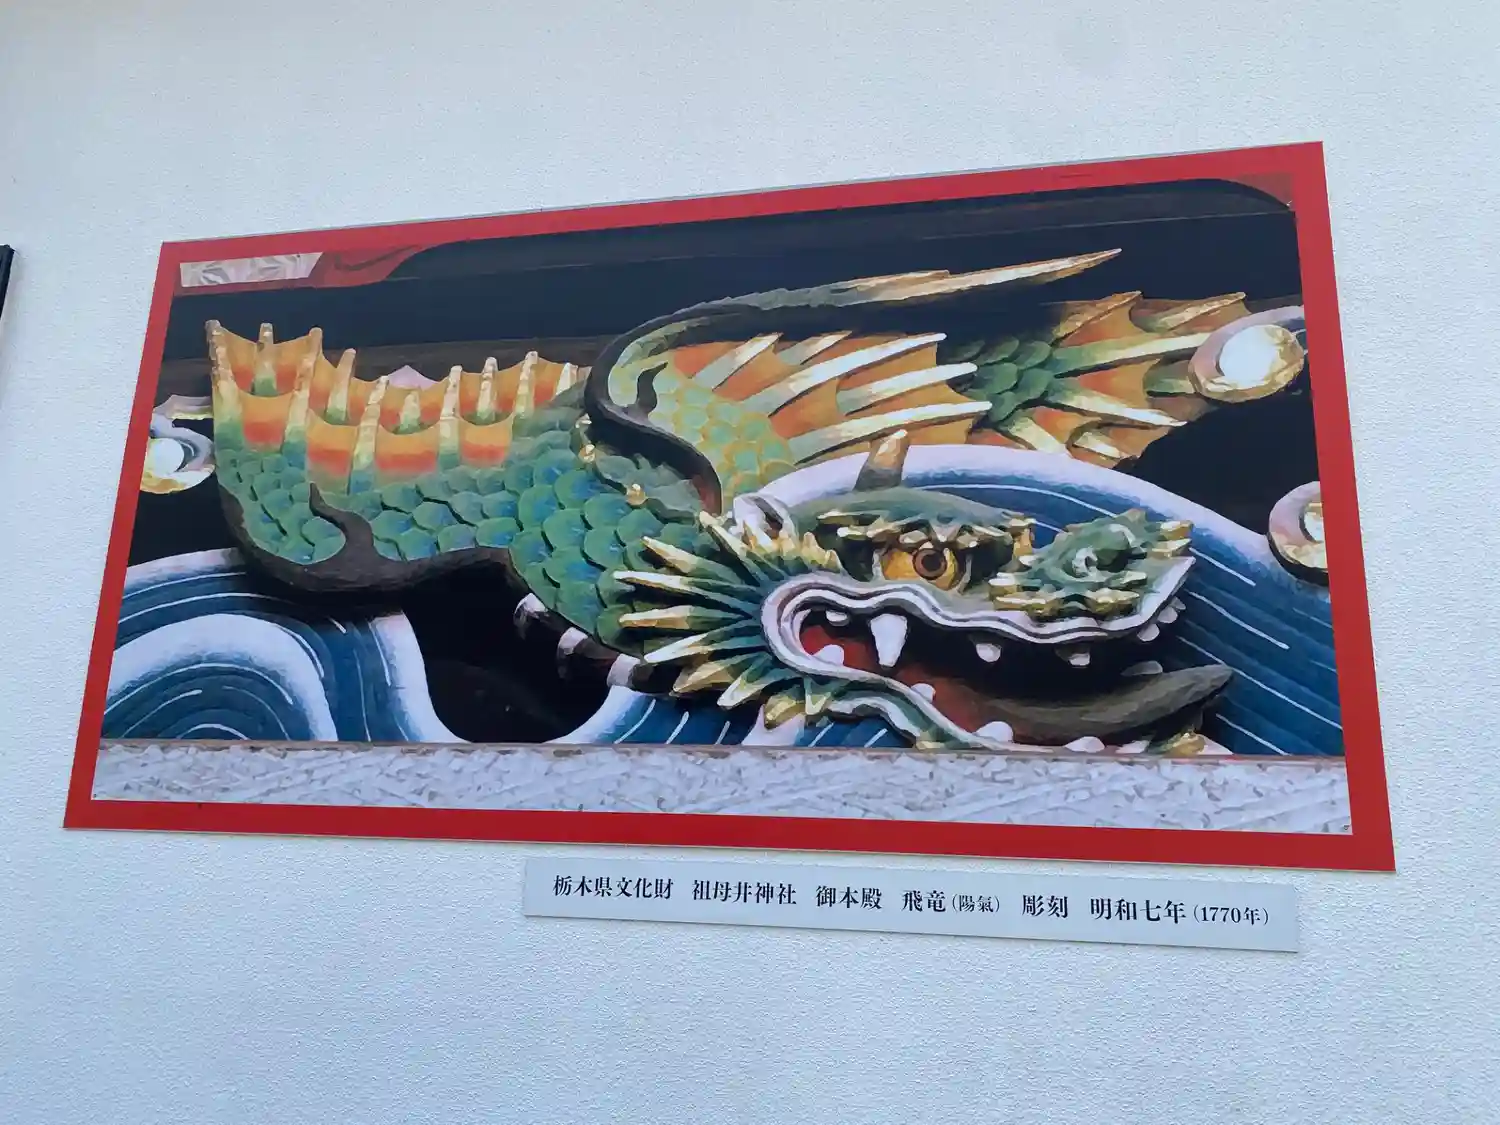 栃木県文化財 祖母井神社 御本殿 飛竜(陽氣) 彫刻 明和七年(1770年)